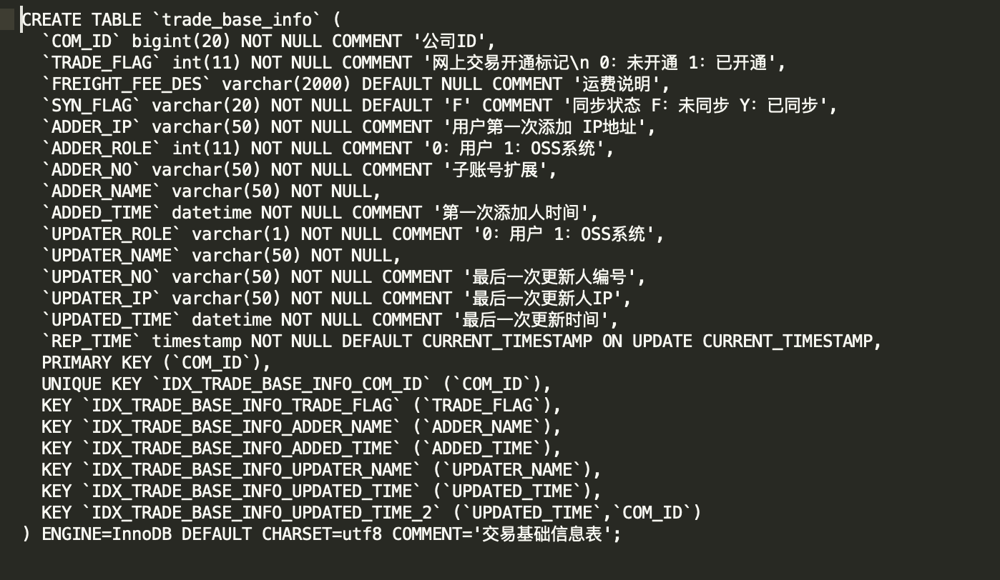 CREATE TABLE `trade_base_info` (
  `COM_ID` bigint(20) NOT NULL COMMENT '公司ID',
  `TRADE_FLAG` int(11) NOT NULL COMMENT '网上交易开通标记\n 0：未开通 1：已开通',
  `FREIGHT_FEE_DES` varchar(2000) DEFAULT NULL COMMENT '运费说明',
  `SYN_FLAG` varchar(20) NOT NULL DEFAULT 'F' COMMENT '同步状态 F：未同步 Y：已同步',
  `ADDER_IP` varchar(50) NOT NULL COMMENT '用户第一次添加 IP地址',
  `ADDER_ROLE` int(11) NOT NULL COMMENT '0：用户 1：OSS系统',
  `ADDER_NO` varchar(50) NOT NULL COMMENT '子账号扩展',
  `ADDER_NAME` varchar(50) NOT NULL,
  `ADDED_TIME` datetime NOT NULL COMMENT '第一次添加人时间',
  `UPDATER_ROLE` varchar(1) NOT NULL COMMENT '0：用户 1：OSS系统',
  `UPDATER_NAME` varchar(50) NOT NULL,
  `UPDATER_NO` varchar(50) NOT NULL COMMENT '最后一次更新人编号',
  `UPDATER_IP` varchar(50) NOT NULL COMMENT '最后一次更新人IP',
  `UPDATED_TIME` datetime NOT NULL COMMENT '最后一次更新时间',
  `REP_TIME` timestamp NOT NULL DEFAULT CURRENT_TIMESTAMP ON UPDATE CURRENT_TIMESTAMP,
  PRIMARY KEY (`COM_ID`),
  UNIQUE KEY `IDX_TRADE_BASE_INFO_COM_ID` (`COM_ID`),
  KEY `IDX_TRADE_BASE_INFO_TRADE_FLAG` (`TRADE_FLAG`),
  KEY `IDX_TRADE_BASE_INFO_ADDER_NAME` (`ADDER_NAME`),
  KEY `IDX_TRADE_BASE_INFO_ADDED_TIME` (`ADDED_TIME`),
  KEY `IDX_TRADE_BASE_INFO_UPDATER_NAME` (`UPDATER_NAME`),
  KEY `IDX_TRADE_BASE_INFO_UPDATED_TIME` (`UPDATED_TIME`),
  KEY `IDX_TRADE_BASE_INFO_UPDATED_TIME_2` (`UPDATED_TIME`,`COM_ID`)
) ENGINE=InnoDB DEFAULT CHARSET=utf8 COMMENT='交易基础信息表';